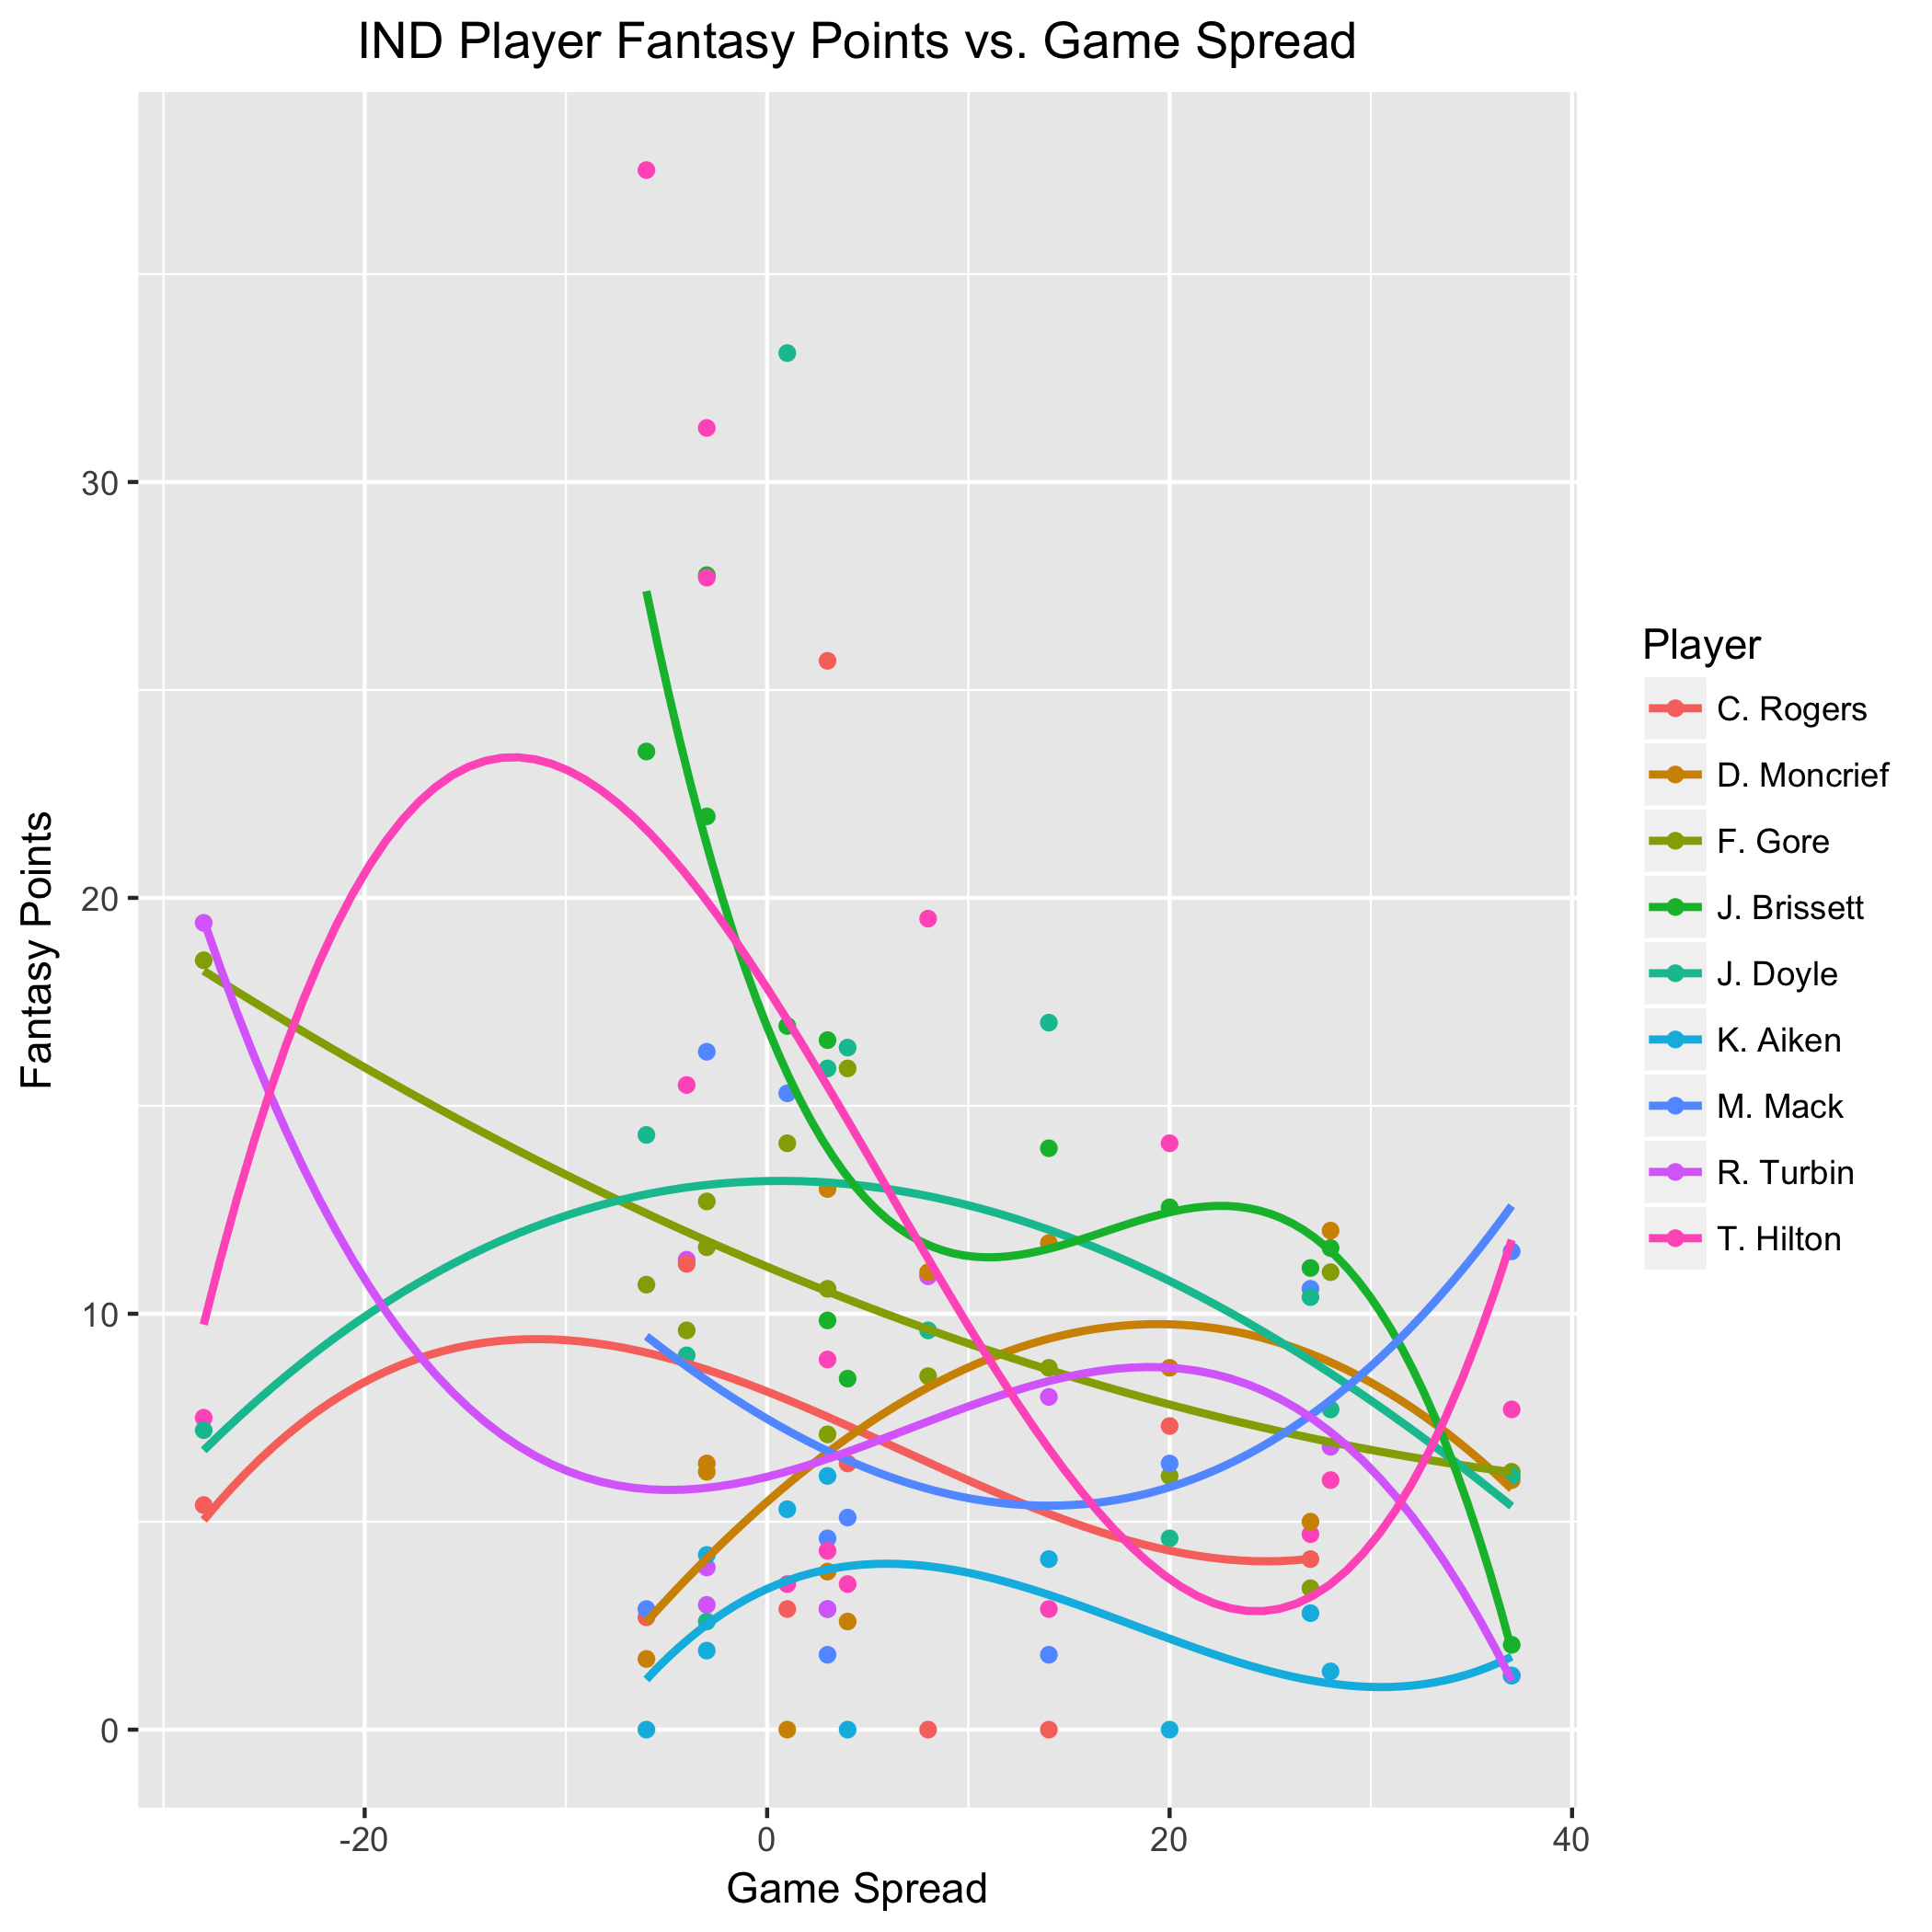 IND Player Fantasy Points vs. Game Spread
Fantasy Points
30
20
10
0
-20
0
20
40
Game Spread
Player
C. Rogers
D. Moncrief
F. Gore
J. Brissett
J. Doyle
K. Aiken
M. Mack
R. Turbin
T. Hilton